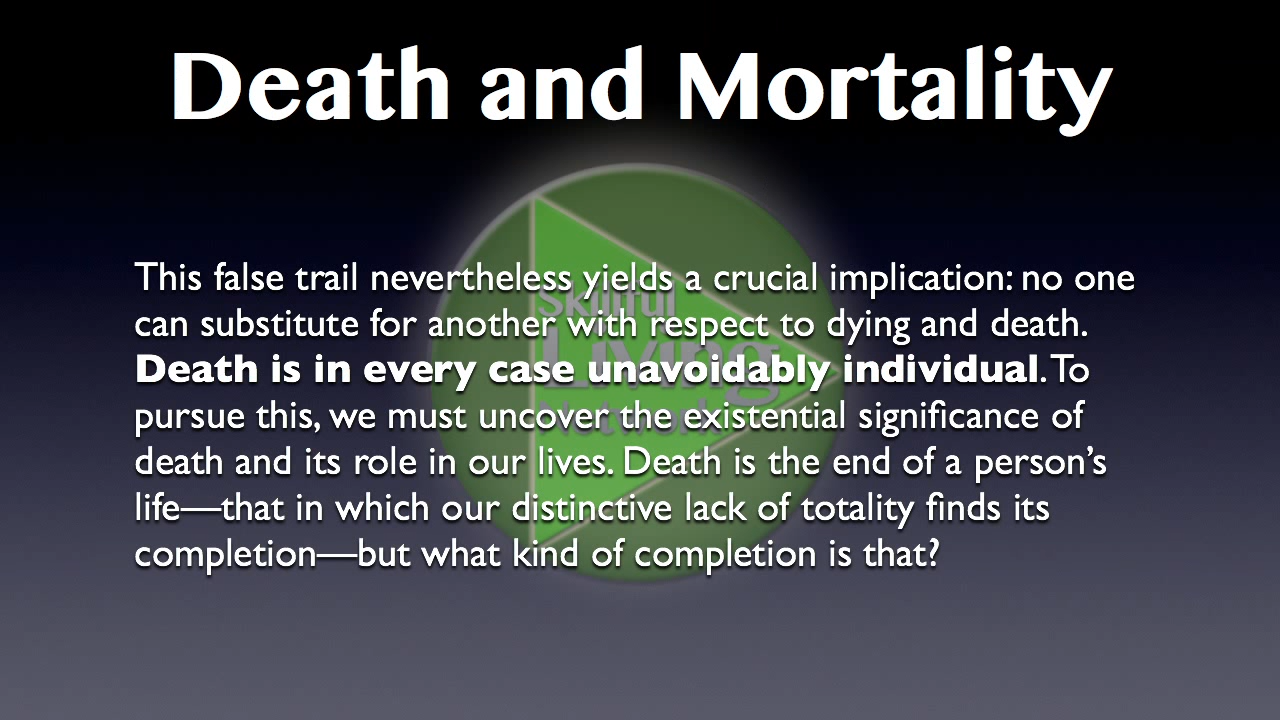 Death and Mortality
This false trail nevertheless yields a crucial implication: no one
can substitute for another with respect to dying and death.
Death is in every case unavoidably individual. To
pursue this, we must uncover the existential significance of
death and its role in our lives. Death is the end of a person’s
life—that in which our distinctive lack of totality finds its
completion—but what kind of completion is that?
Skillful
Living
Network